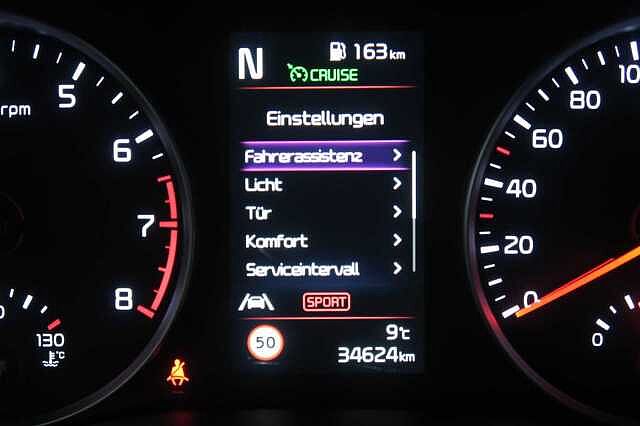 N
163 km
CRUISE
Einstellungen
Fahrerassistenz
Licht
Tür
Komfort
Serviceintervall
SPORT
50
9°C
34624 km
rpm
5
6
7
8
130
°C
0
20
40
60
80
0